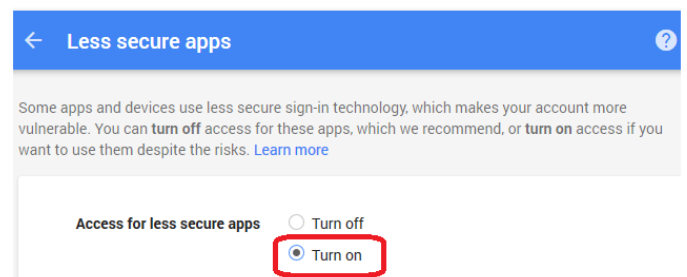 Less secure apps
Some apps and devices use less secure sign-in technology, which makes your account more
vulnerable. You can turn off access for these apps, which we recommend, or turn on access if you
want to use them despite the risks. Learn more
Access for less secure apps Turn off
Turn on